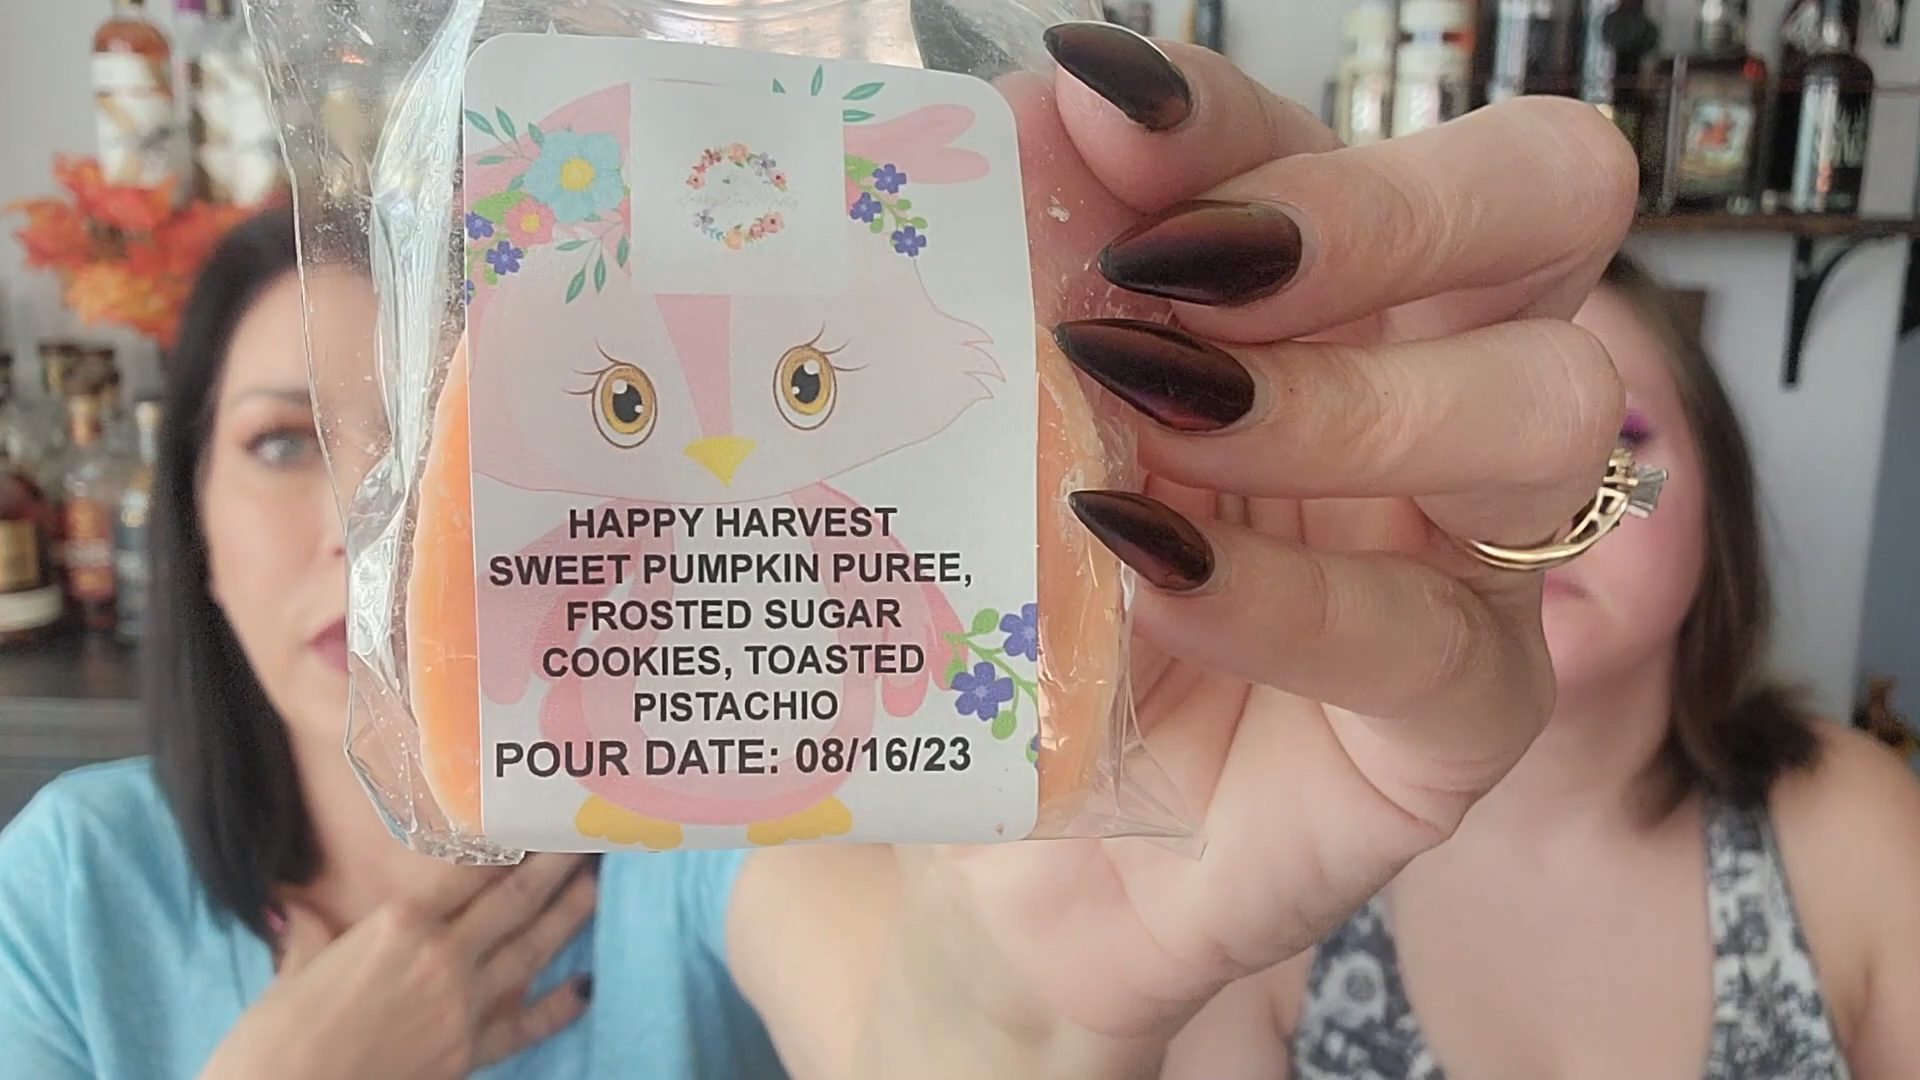 HAPPY HARVEST
SWEET PUMPKIN PUREE,
FROSTED SUGAR
COOKIES, TOASTED
PISTACHIO
POUR DATE: 08/16/23